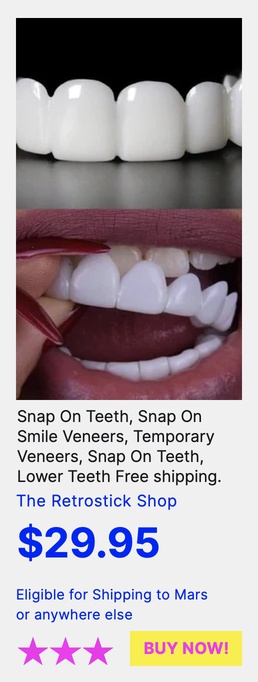 Snap On Teeth, Snap On
Smile Veneers, Temporary
Veneers, Snap On Teeth,
Lower Teeth Free shipping.
The Retrostick Shop
$29.95
Eligible for Shipping to Mars
or anywhere else
BUY NOW!